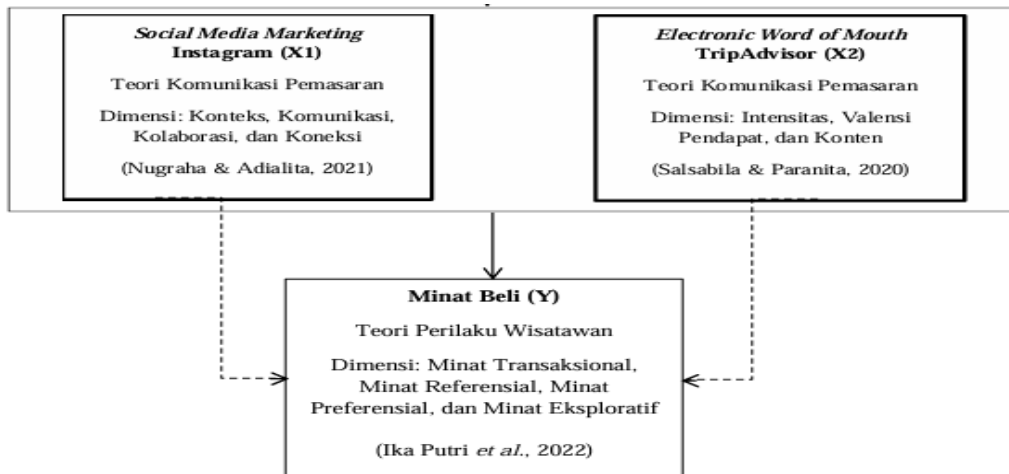 Social Media Marketing
Instagram (X1)
Teori Komunikasi Pemasaran
Dimensi: Konteks, Komunikasi,
Kolaborasi, dan Koneksi
(Nugraha & Adialita, 2021)
Electronic Word of Mouth
TripAdvisor (X2)
Teori Komunikasi Pemasaran
Dimensi: Intensitas, Valensi
Pendapat, dan Konten
(Salsabila & Paranita, 2020)
Minat Beli (Y)
Teori Perilaku Wisatawan
Dimensi: Minat Transaksional,
Minat Referensial, Minat
Preferensial, dan Minat Eksploratif
(Ika Putri et al., 2022)